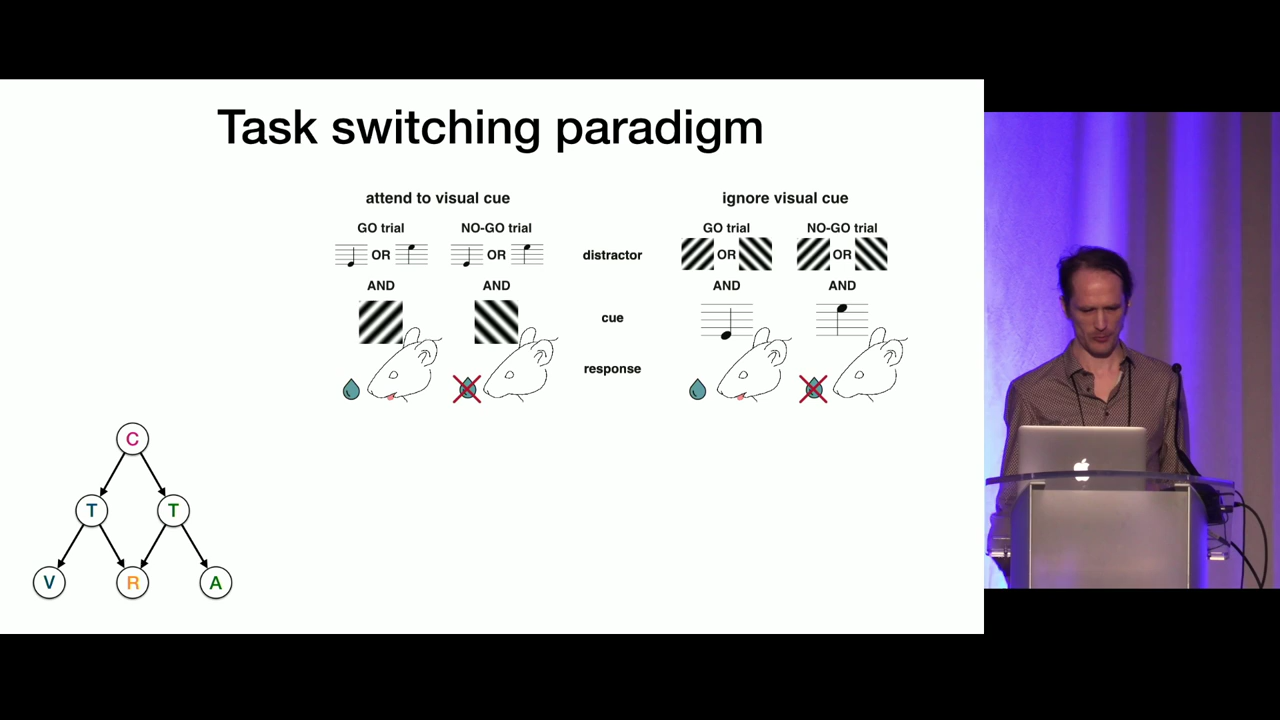 Task switching paradigm
attend to visual cue
ignore visual cue
GO trial
NO-GO trial
GO trial
NO-GO trial
OR
OR
distractor
OR
OR
AND
AND
AND
AND
cue
response
C
T
T
V
R
A